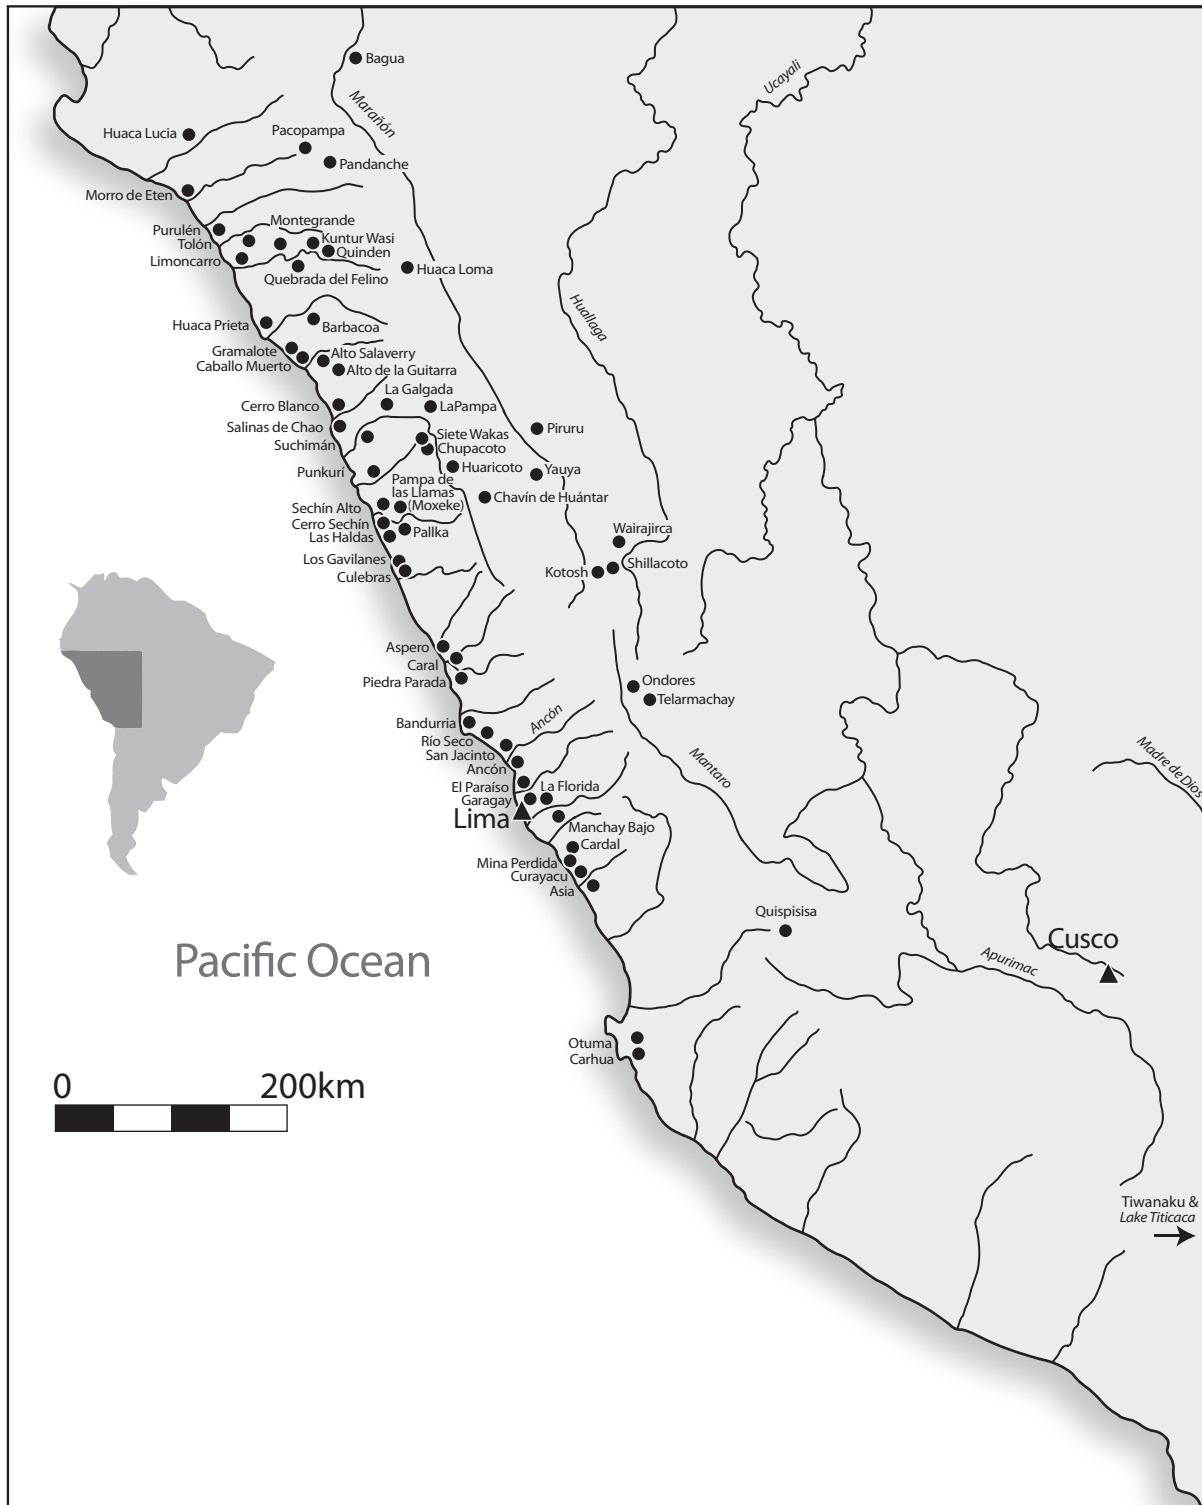 Bagua
Ucayali
Marañón
Huaca Lucia
Pacopampa
Pandanche
Morro de Eten
Montegrande
Purulén
Kuntur Wasi
Tolón
Quinden
Limoncarro
Huaca Loma
Quebrada del Felino
Huallaga
Huaca Prieta
Barbacoa
Gramalote
Alto Salaverry
Caballo Muerto
Alto de la Guitarra
La Galgada
Cerro Blanco
LaPampa
Salinas de Chao
Piruru
Siete Wakas
Suchimán
Chupacoto
Huaricoto
Yauya
Punkurí
Pampa de
las Llamas
(Moxeke)
Chavín de Huántar
Sechín Alto
Cerro Sechín
Pallka
Las Haldas
Wairajirca
Los Gavilanes
Shillacoto
Kotosh
Culebras
Aspero
Caral
Piedra Parada
Ondores
Telarmachay
Bandurria
Ancón
Río Seco
San Jacinto
Ancón
Mantaro
Madre de Dios
El Paraíso
La Florida
Garagay
Lima
Manchay Bajo
Cardal
Mina Perdida
Curayacu
Asia
Quispisisa
Cusco
Pacific Ocean
Apurimac
Otuma
Carhua
0 200km
Tiwanaku &
Lake Titicaca